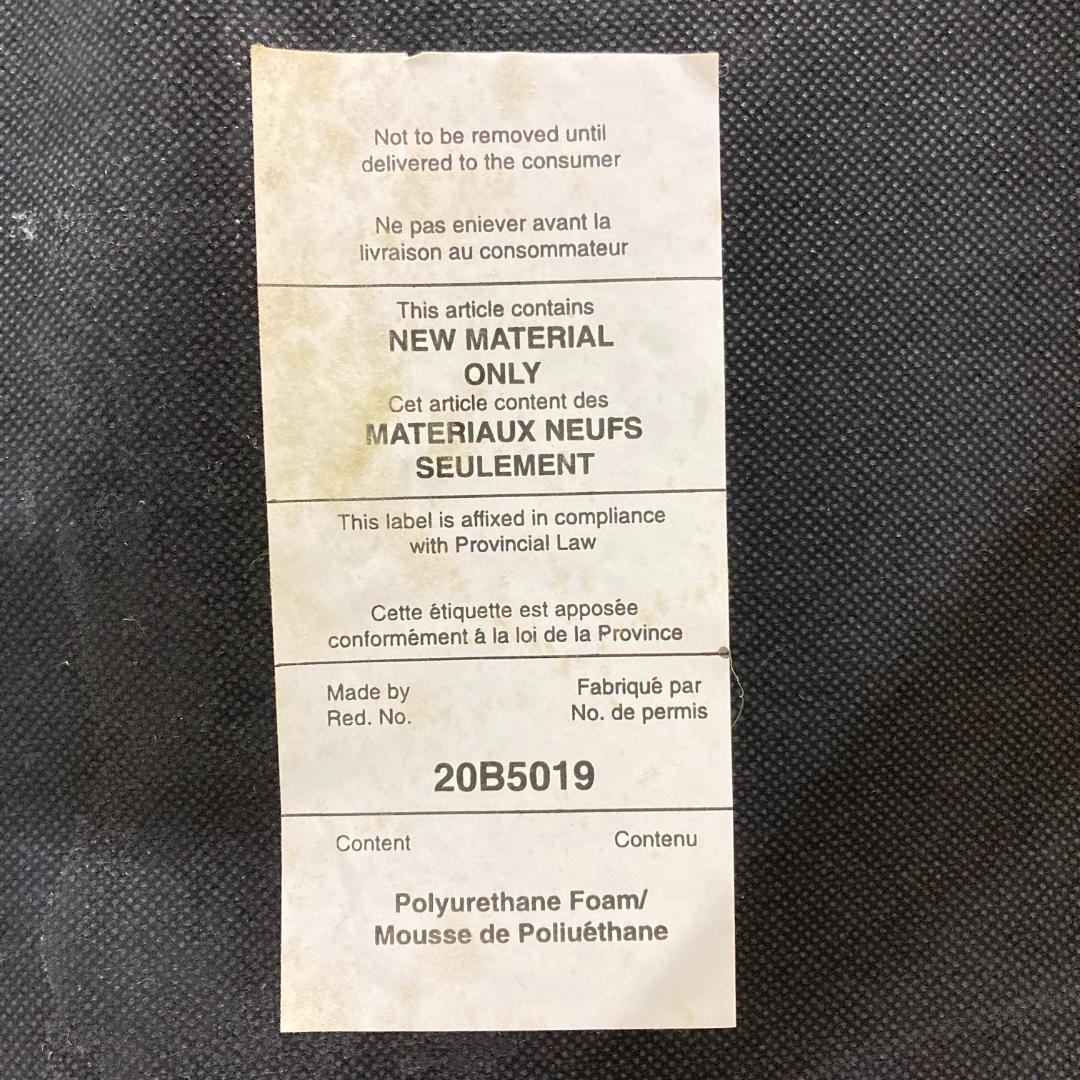 Not to be removed until
delivered to the consumer
Ne pas eniever avant la
livraison au consommateur
This article contains
NEW MATERIAL
ONLY
Cet article content des
MATERIAUX NEUFS
SEULEMENT
This label is affixed in compliance
with Provincial Law
Cette étiquette est apposée
conformément á la loi de la Province
Made by Fabriqué par
Red. No. No. de permis
20B5019
Content Contenu
Polyurethane Foam/
Mousse de Poliuéthane